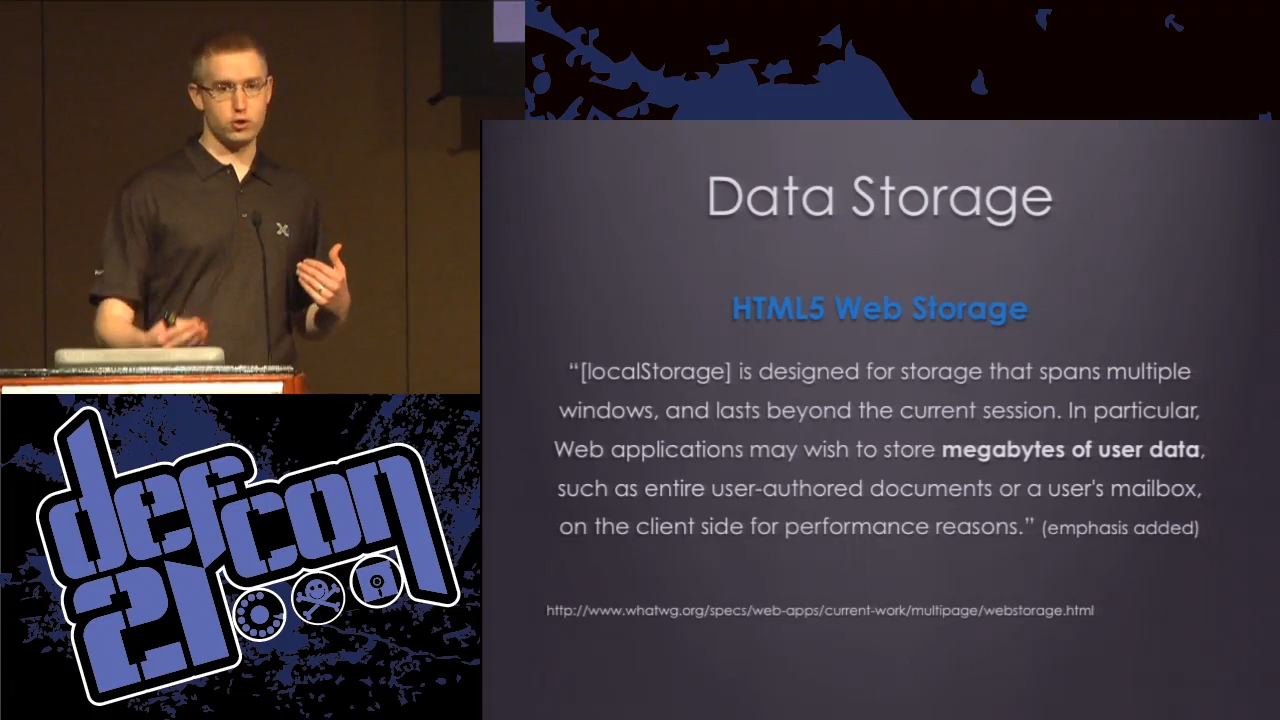 Data Storage
HTML5 Web Storage
“[localStorage] is designed for storage that spans multiple
windows, and lasts beyond the current session. In particular,
Web applications may wish to store megabytes of user data,
such as entire user-authored documents or a user's mailbox,
on the client side for performance reasons.” (emphasis added)
http://www.whatwg.org/specs/web-apps/current-work/multipage/webstorage.html
defcon
21